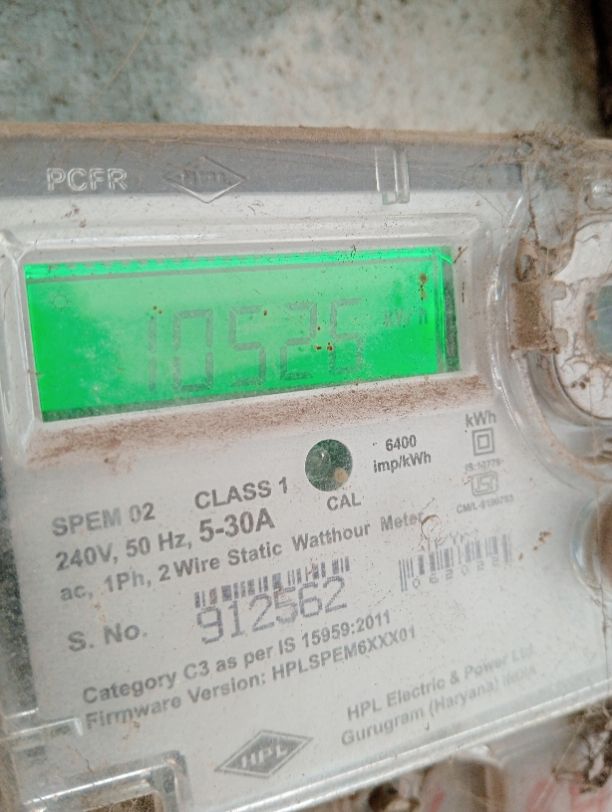 PCFR HPL
10526 kWh
kWh
6400
imp/kWh
SPEM 02 CLASS 1
CAL
240V, 50 Hz, 5-30A
ac, 1Ph, 2 Wire Static Watthour Meter
S. No. 912562
Category C3 as per IS 15959:2011
Firmware Version: HPLSPEM6XXX01
HPL Electric & Power Ltd.
Gurugram (Haryana) INDIA
HPL